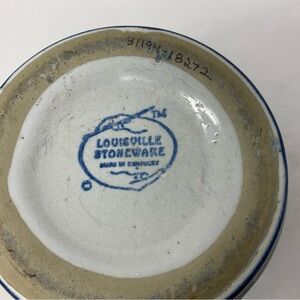 31194-18272
TM
LOUISVILLE
STONEWARE
MADE IN KENTUCKY
©